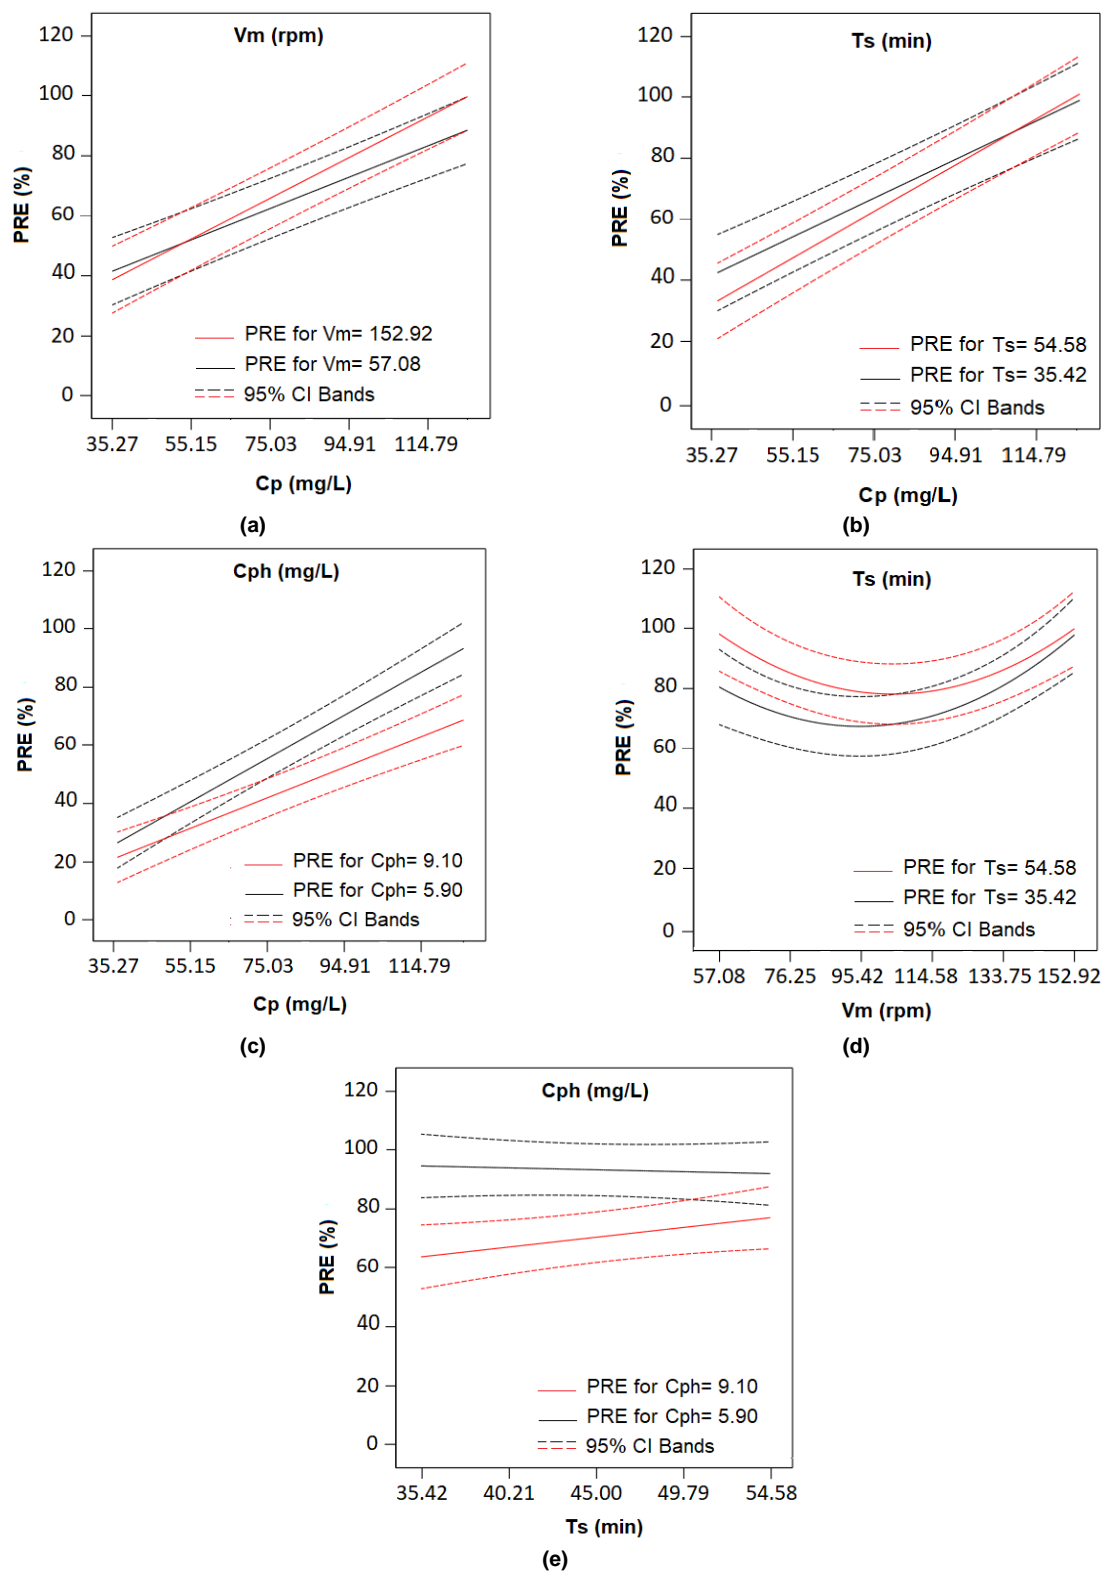 Vm (rpm)
120
100
80
60
40
20
0
PRE (%)
PRE for Vm= 152.92
PRE for Vm= 57.08
95% CI Bands
35.27 55.15 75.03 94.91 114.79
Cp (mg/L)
(a)
Ts (min)
120
100
80
60
40
20
0
PRE (%)
PRE for Ts= 54.58
PRE for Ts= 35.42
95% CI Bands
35.27 55.15 75.03 94.91 114.79
Cp (mg/L)
(b)
Cph (mg/L)
120
100
80
60
40
20
0
PRE (%)
PRE for Cph= 9.10
PRE for Cph= 5.90
95% CI Bands
35.27 55.15 75.03 94.91 114.79
Cp (mg/L)
(c)
Ts (min)
120
100
80
60
40
20
0
PRE (%)
PRE for Ts= 54.58
PRE for Ts= 35.42
95% CI Bands
57.08 76.25 95.42 114.58 133.75 152.92
Vm (rpm)
(d)
Cph (mg/L)
120
100
80
60
40
20
0
PRE (%)
PRE for Cph= 9.10
PRE for Cph= 5.90
95% CI Bands
35.42 40.21 45.00 49.79 54.58
Ts (min)
(e)